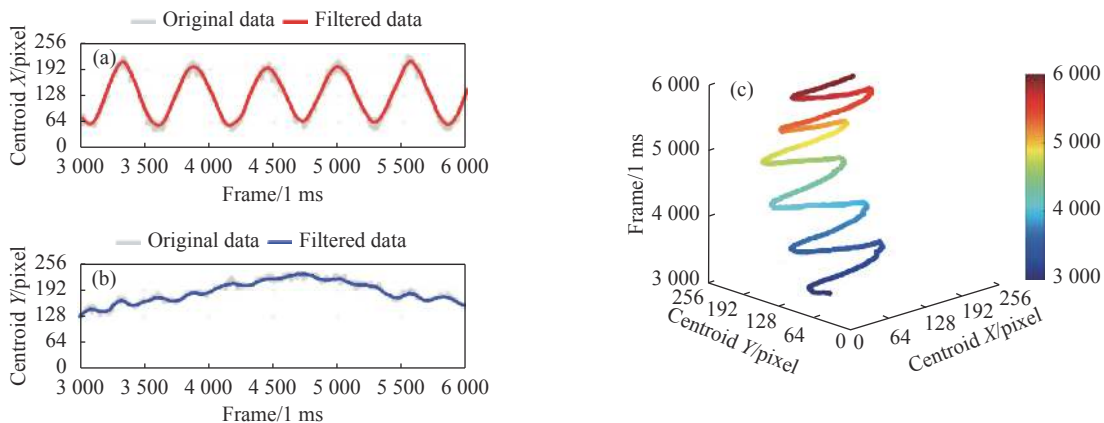 Original data Filtered data
(a)
Centroid X/pixel
256
192
128
64
0
3 000 3 500 4 000 4 500 5 000 5 500 6 000
Frame/1 ms
Original data Filtered data
(b)
Centroid Y/pixel
256
192
128
64
0
3 000 3 500 4 000 4 500 5 000 5 500 6 000
Frame/1 ms
(c)
Frame/1 ms
6 000
5 000
4 000
3 000
256 192 128 64 0
Centroid Y/pixel
0 64 128 192 256
Centroid X/pixel
6 000
5 000
4 000
3 000